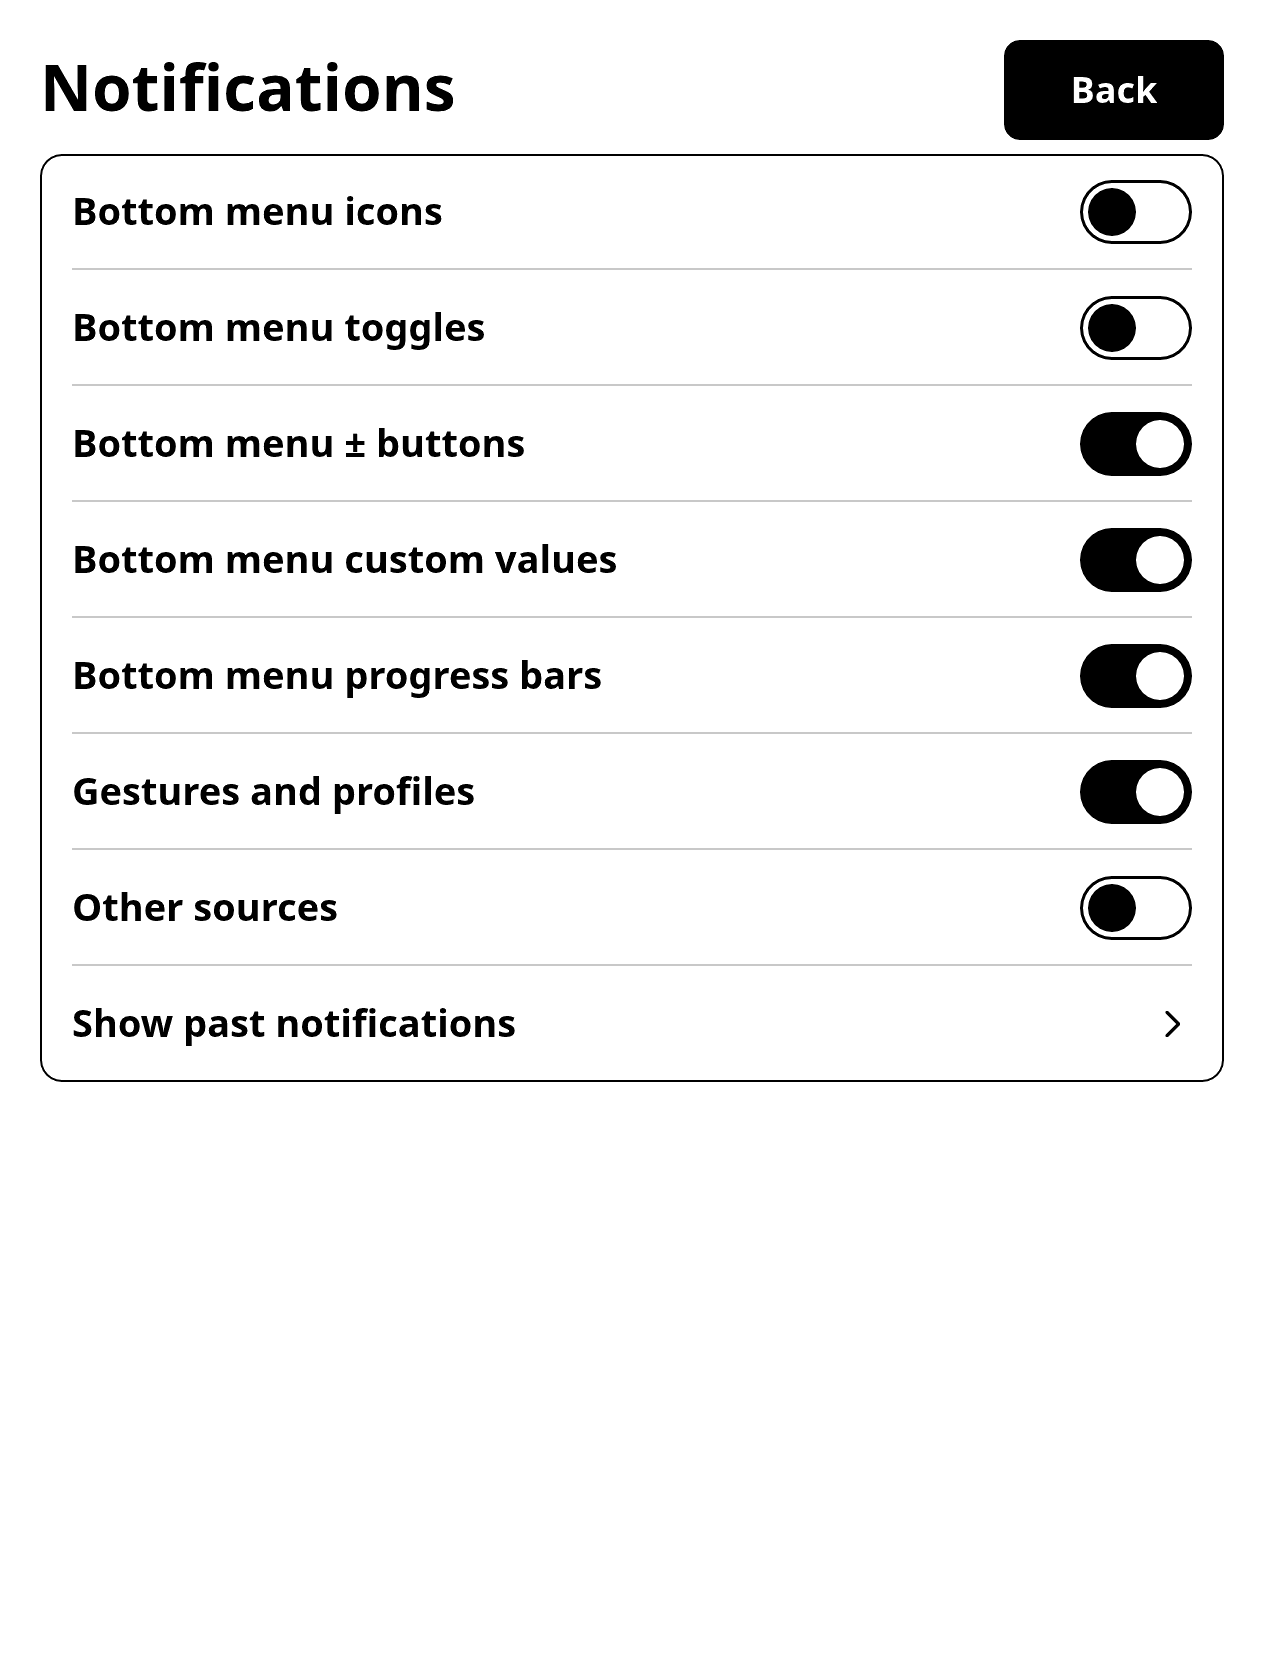 Notifications
Back
Bottom menu icons
Bottom menu toggles
Bottom menu ± buttons
Bottom menu custom values
Bottom menu progress bars
Gestures and profiles
Other sources
Show past notifications